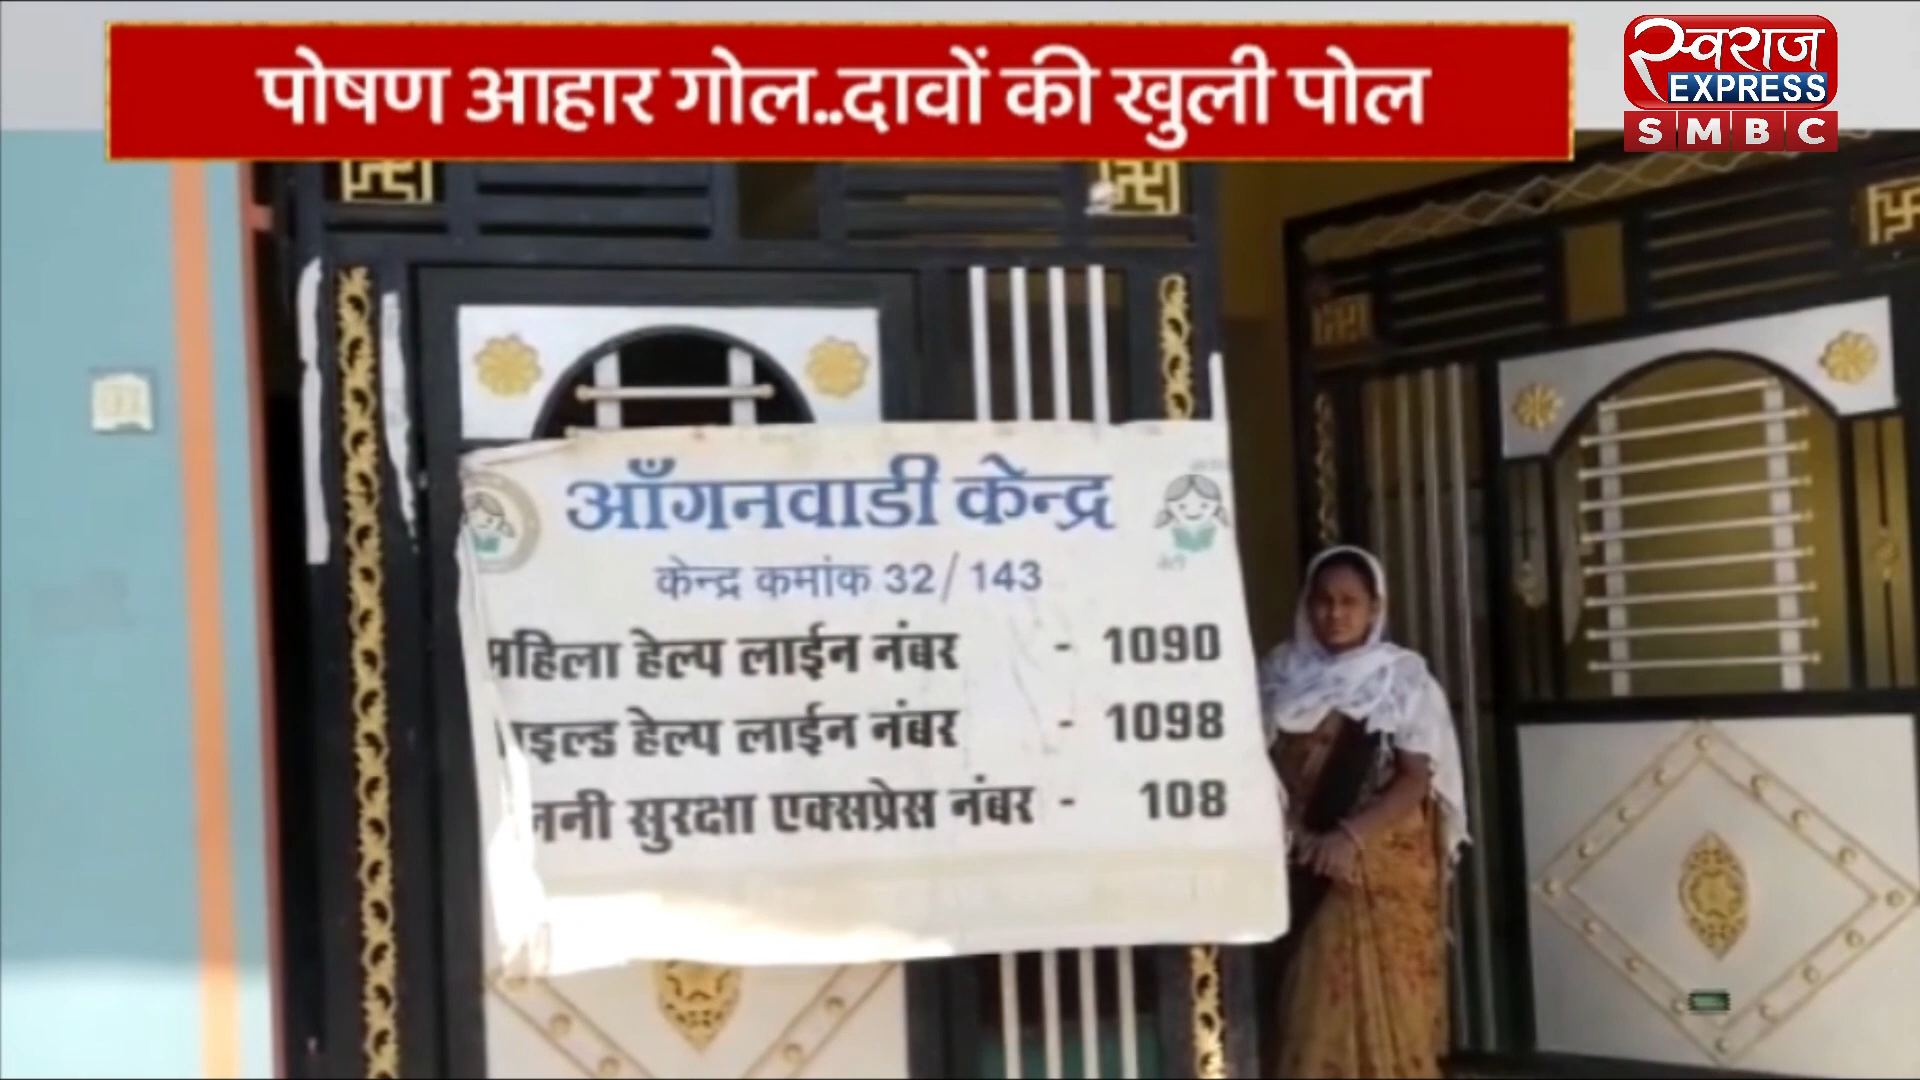 पोषण आहार गोल..दावों की खुली पोल
स्वराज
EXPRESS
SMBC
आँगनवाडी केन्द्र
केन्द्र कमांक 32/143
महिला हेल्प लाईन नंबर - 1090
इल्ड हेल्प लाईन नंबर - 1098
नी सुरक्षा एक्सप्रेस नंबर - 108